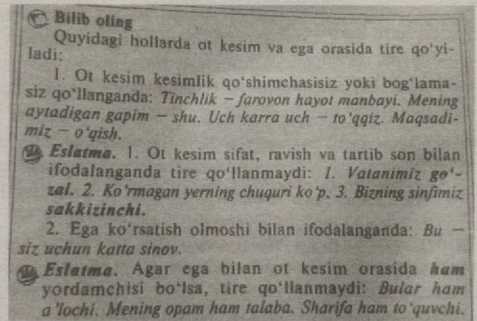 Bilib oling
Quyidagi hollarda ot kesim va ega orasida tire qo‘yi-
ladi:
1. Ot kesim kesimlik qo‘shimchasisiz yoki bog‘lama-
siz qo‘llanganda: Tinchlik – farovon hayot manbayi. Mening
aytadigan gapim – shu. Uch karra uch – to‘qqiz. Maqsadi-
miz – o‘qish.
Eslatma. 1. Ot kesim sifat, ravish va tartib son bilan
ifodalanganda tire qo‘llanmaydi: 1. Vatanimiz go‘-
zal. 2. Ko‘rmagan yerning chuquri ko‘p. 3. Bizning sinfimiz
sakkizinchi.
2. Ega ko‘rsatish olmoshi bilan ifodalanganda: Bu –
siz uchun katta sinov.
Eslatma. Agar ega bilan ot kesim orasida ham
yordamchisi bo‘lsa, tire qo‘llanmaydi: Bular ham
a’lochi. Mening opam ham talaba. Sharifa ham to‘quvchi.